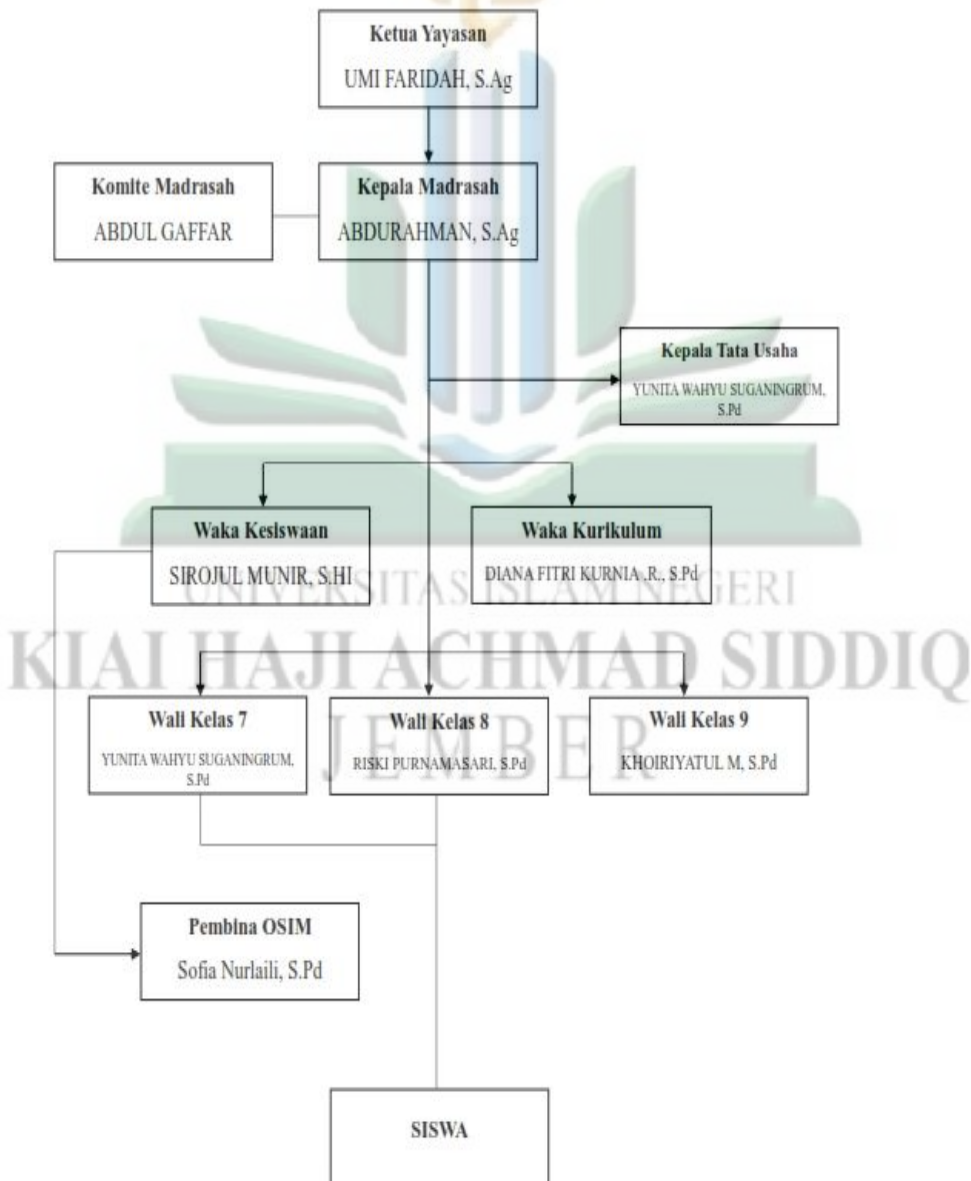 Ketua Yayasan
UMI FARIDAH, S.Ag
Komite Madrasah
ABDUL GAFFAR
Kepala Madrasah
ABDURAHMAN, S.Ag
Kepala Tata Usaha
YUNITA WAHYU SUGANINGRUM,
S.Pd
Waka Kesiswaan
SIROJUL MUNIR, S.HI
Waka Kurikulum
DIANA FITRI KURNIA ,R., S.Pd
UNIVERSITAS ISLAM NEGERI
KIAI HAJI ACHMAD SIDDIQ
JEMBER
Wali Kelas 7
YUNITA WAHYU SUGANINGRUM,
S.Pd
Wali Kelas 8
RISKI PURNAMASARI, S.Pd
Wali Kelas 9
KHOIRIYATUL M, S.Pd
Pembina OSIM
Sofia Nurlaili, S.Pd
SISWA